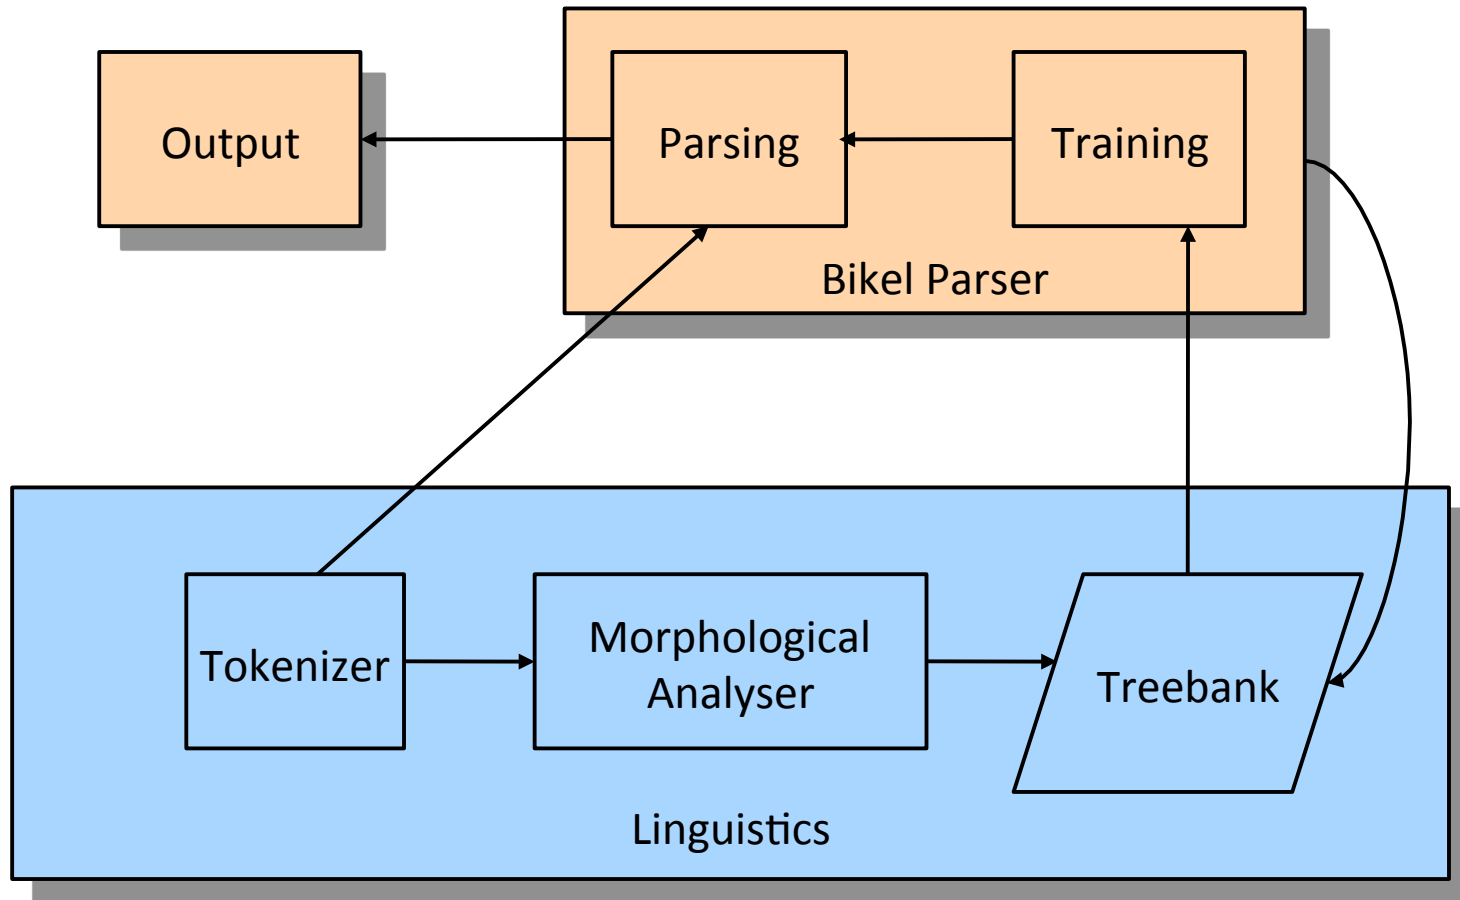 Output
Parsing
Training
Bikel Parser
Tokenizer
Morphological
Analyser
Treebank
Linguistics